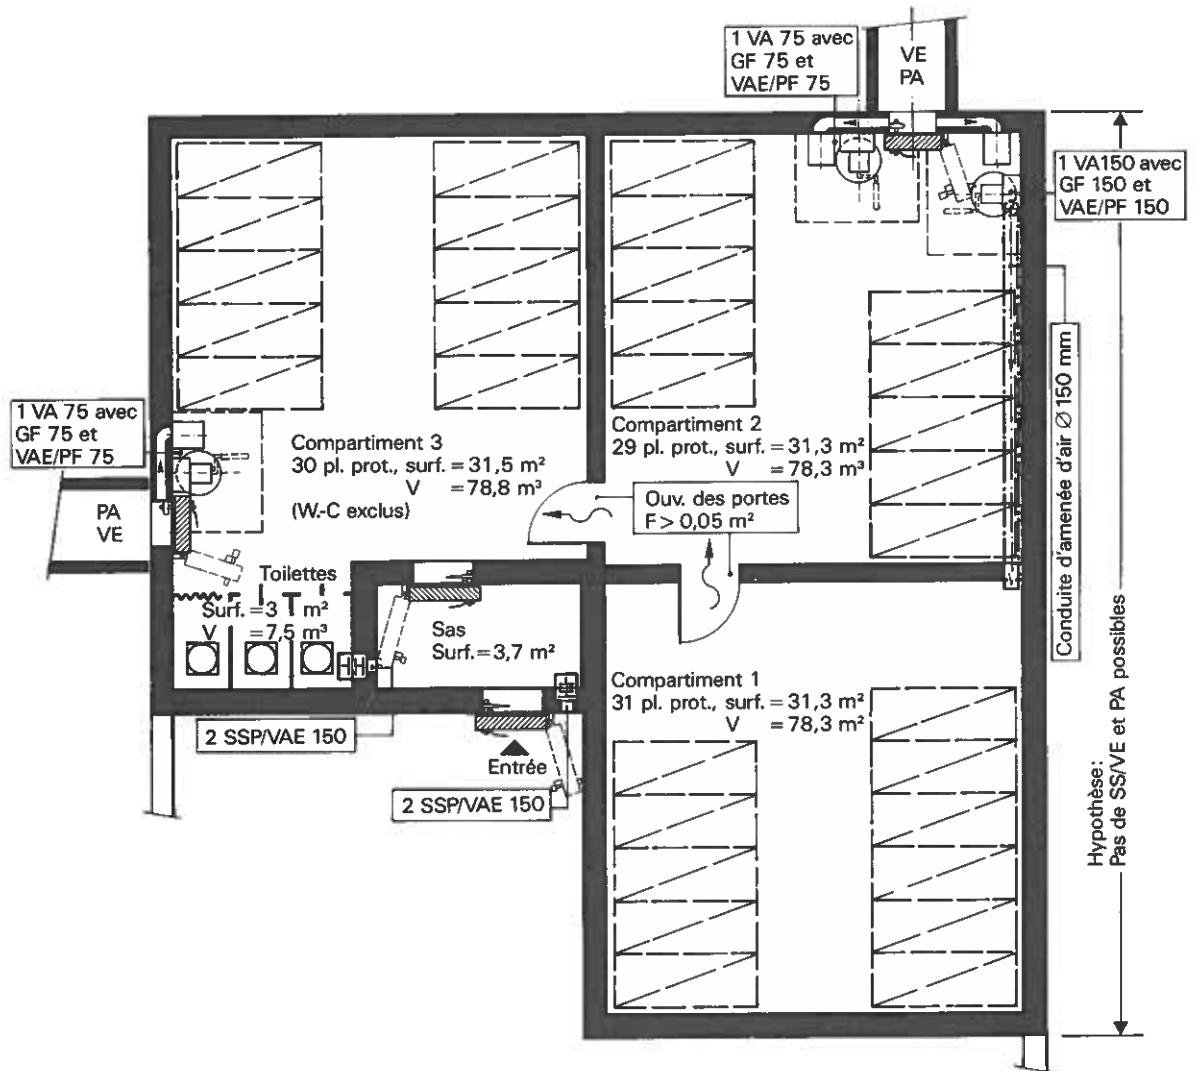 1 VA 75 avec
GF 75 et
VAE/PF 75
VE
PA
1 VA150 avec
GF 150 et
VAE/PF 150
Conduite d'amenée d'air Ø 150 mm
Hypothèse:
Pas de SS/VE et PA possibles
1 VA 75 avec
GF 75 et
VAE/PF 75
PA
VE
Compartiment 3
30 pl. prot., surf. = 31,5 m²
V = 78,8 m³
(W.-C exclus)
Compartiment 2
29 pl. prot., surf. = 31,3 m²
V = 78,3 m³
Ouv. des portes
F > 0,05 m²
Toilettes
Surf. = 3 m²
V = 7,5 m³
Sas
Surf. = 3,7 m²
Compartiment 1
31 pl. prot., surf. = 31,3 m²
V = 78,3 m³
2 SSP/VAE 150
Entrée
2 SSP/VAE 150